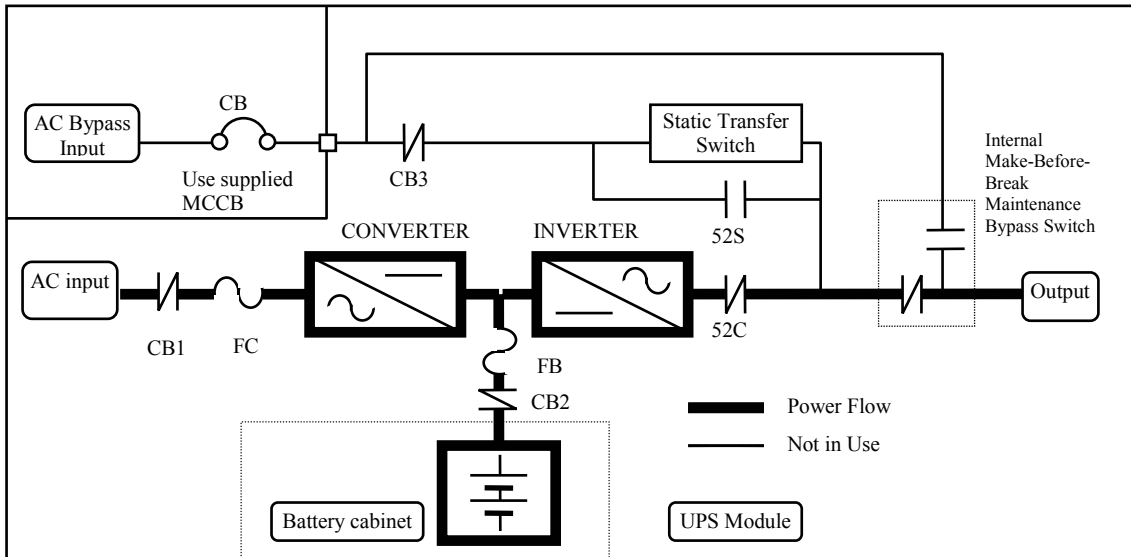 CB
AC Bypass
Input
Use supplied
MCCB
CB3
Static Transfer
Switch
52S
Internal
Make-Before-
Break
Maintenance
Bypass Switch
CONVERTER
INVERTER
AC input
CB1
FC
52C
Output
FB
CB2
Power Flow
Not in Use
Battery cabinet
UPS Module